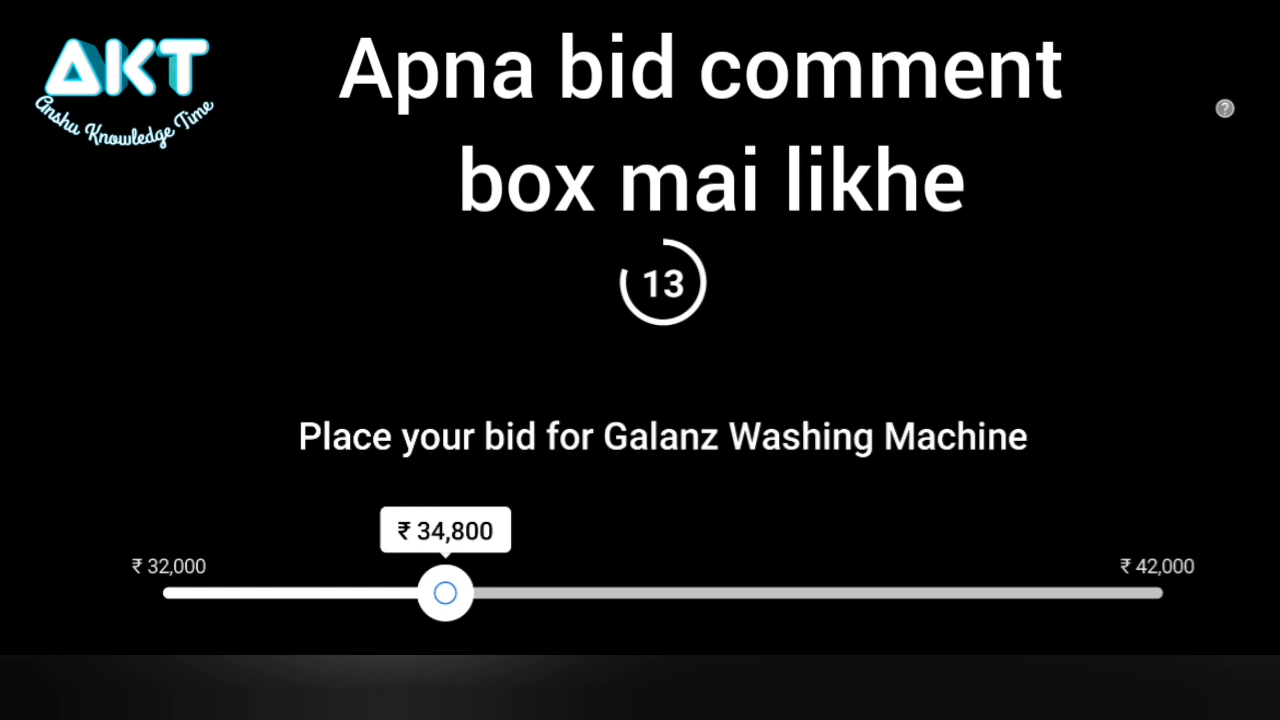 AKT
Anshu Knowledge Time
Apna bid comment
box mai likhe
?
13
Place your bid for Galanz Washing Machine
₹ 34,800
₹ 32,000
₹ 42,000